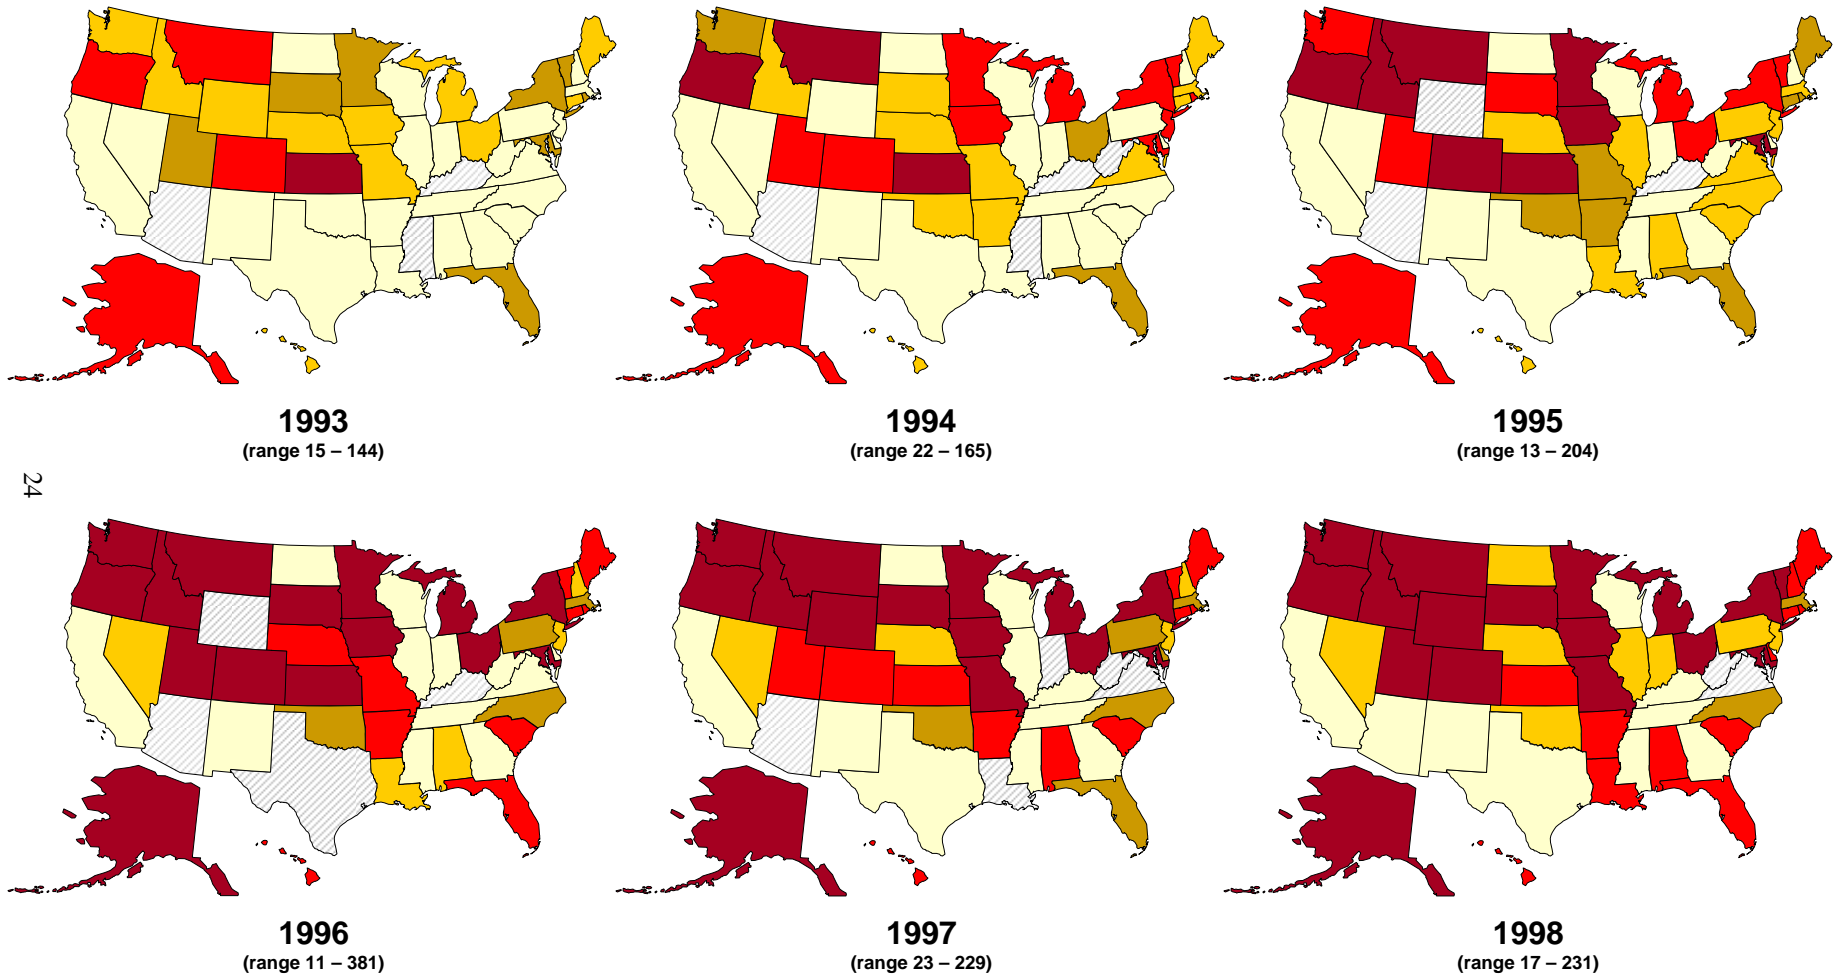 1993
(range 15 – 144)
1994
(range 22 – 165)
1995
(range 13 – 204)
24
1996
(range 11 – 381)
1997
(range 23 – 229)
1998
(range 17 – 231)